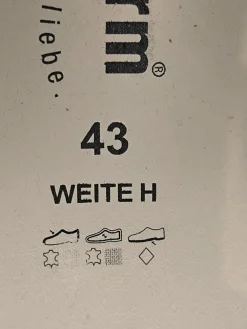 rm®
liebe.
43
WEITE H